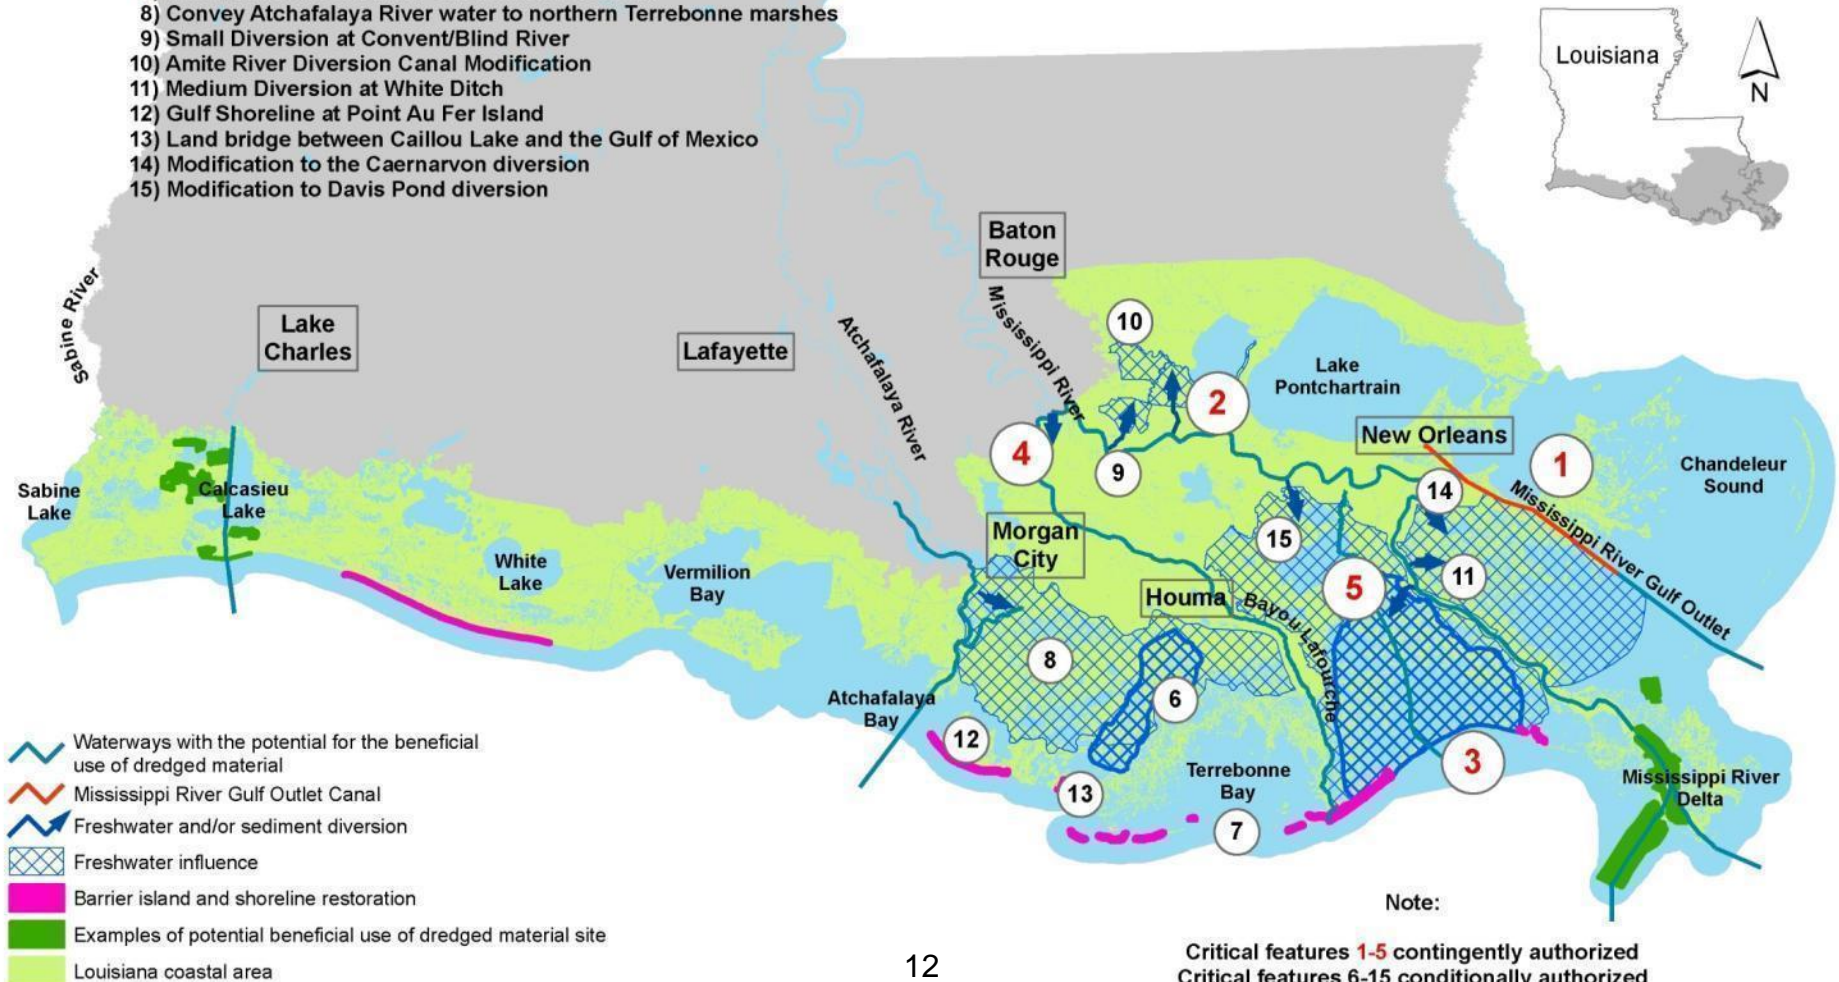 8) Convey Atchafalaya River water to northern Terrebonne marshes
9) Small Diversion at Convent/Blind River
10) Amite River Diversion Canal Modification
11) Medium Diversion at White Ditch
12) Gulf Shoreline at Point Au Fer Island
13) Land bridge between Caillou Lake and the Gulf of Mexico
14) Modification to the Caernarvon diversion
15) Modification to Davis Pond diversion
Louisiana
N
Sabine River
Lake
Charles
Lafayette
Atchafalaya River
Baton
Rouge
Mississippi River
10
2
Lake
Pontchartrain
4
9
New Orleans
1
Chandeleur
Sound
14
Mississippi River Gulf Outlet
Sabine
Lake
Calcasieu
Lake
White
Lake
Vermilion
Bay
Morgan
City
15
11
5
Houma
Bayou Lafourche
8
6
Atchafalaya
Bay
12
13
Terrebonne
Bay
7
3
Mississippi River
Delta
Waterways with the potential for the beneficial
use of dredged material
Mississippi River Gulf Outlet Canal
Freshwater and/or sediment diversion
Freshwater influence
Barrier island and shoreline restoration
Examples of potential beneficial use of dredged material site
Louisiana coastal area
12
Note:
Critical features 1-5 contingently authorized
Critical features 6-15 conditionally authorized